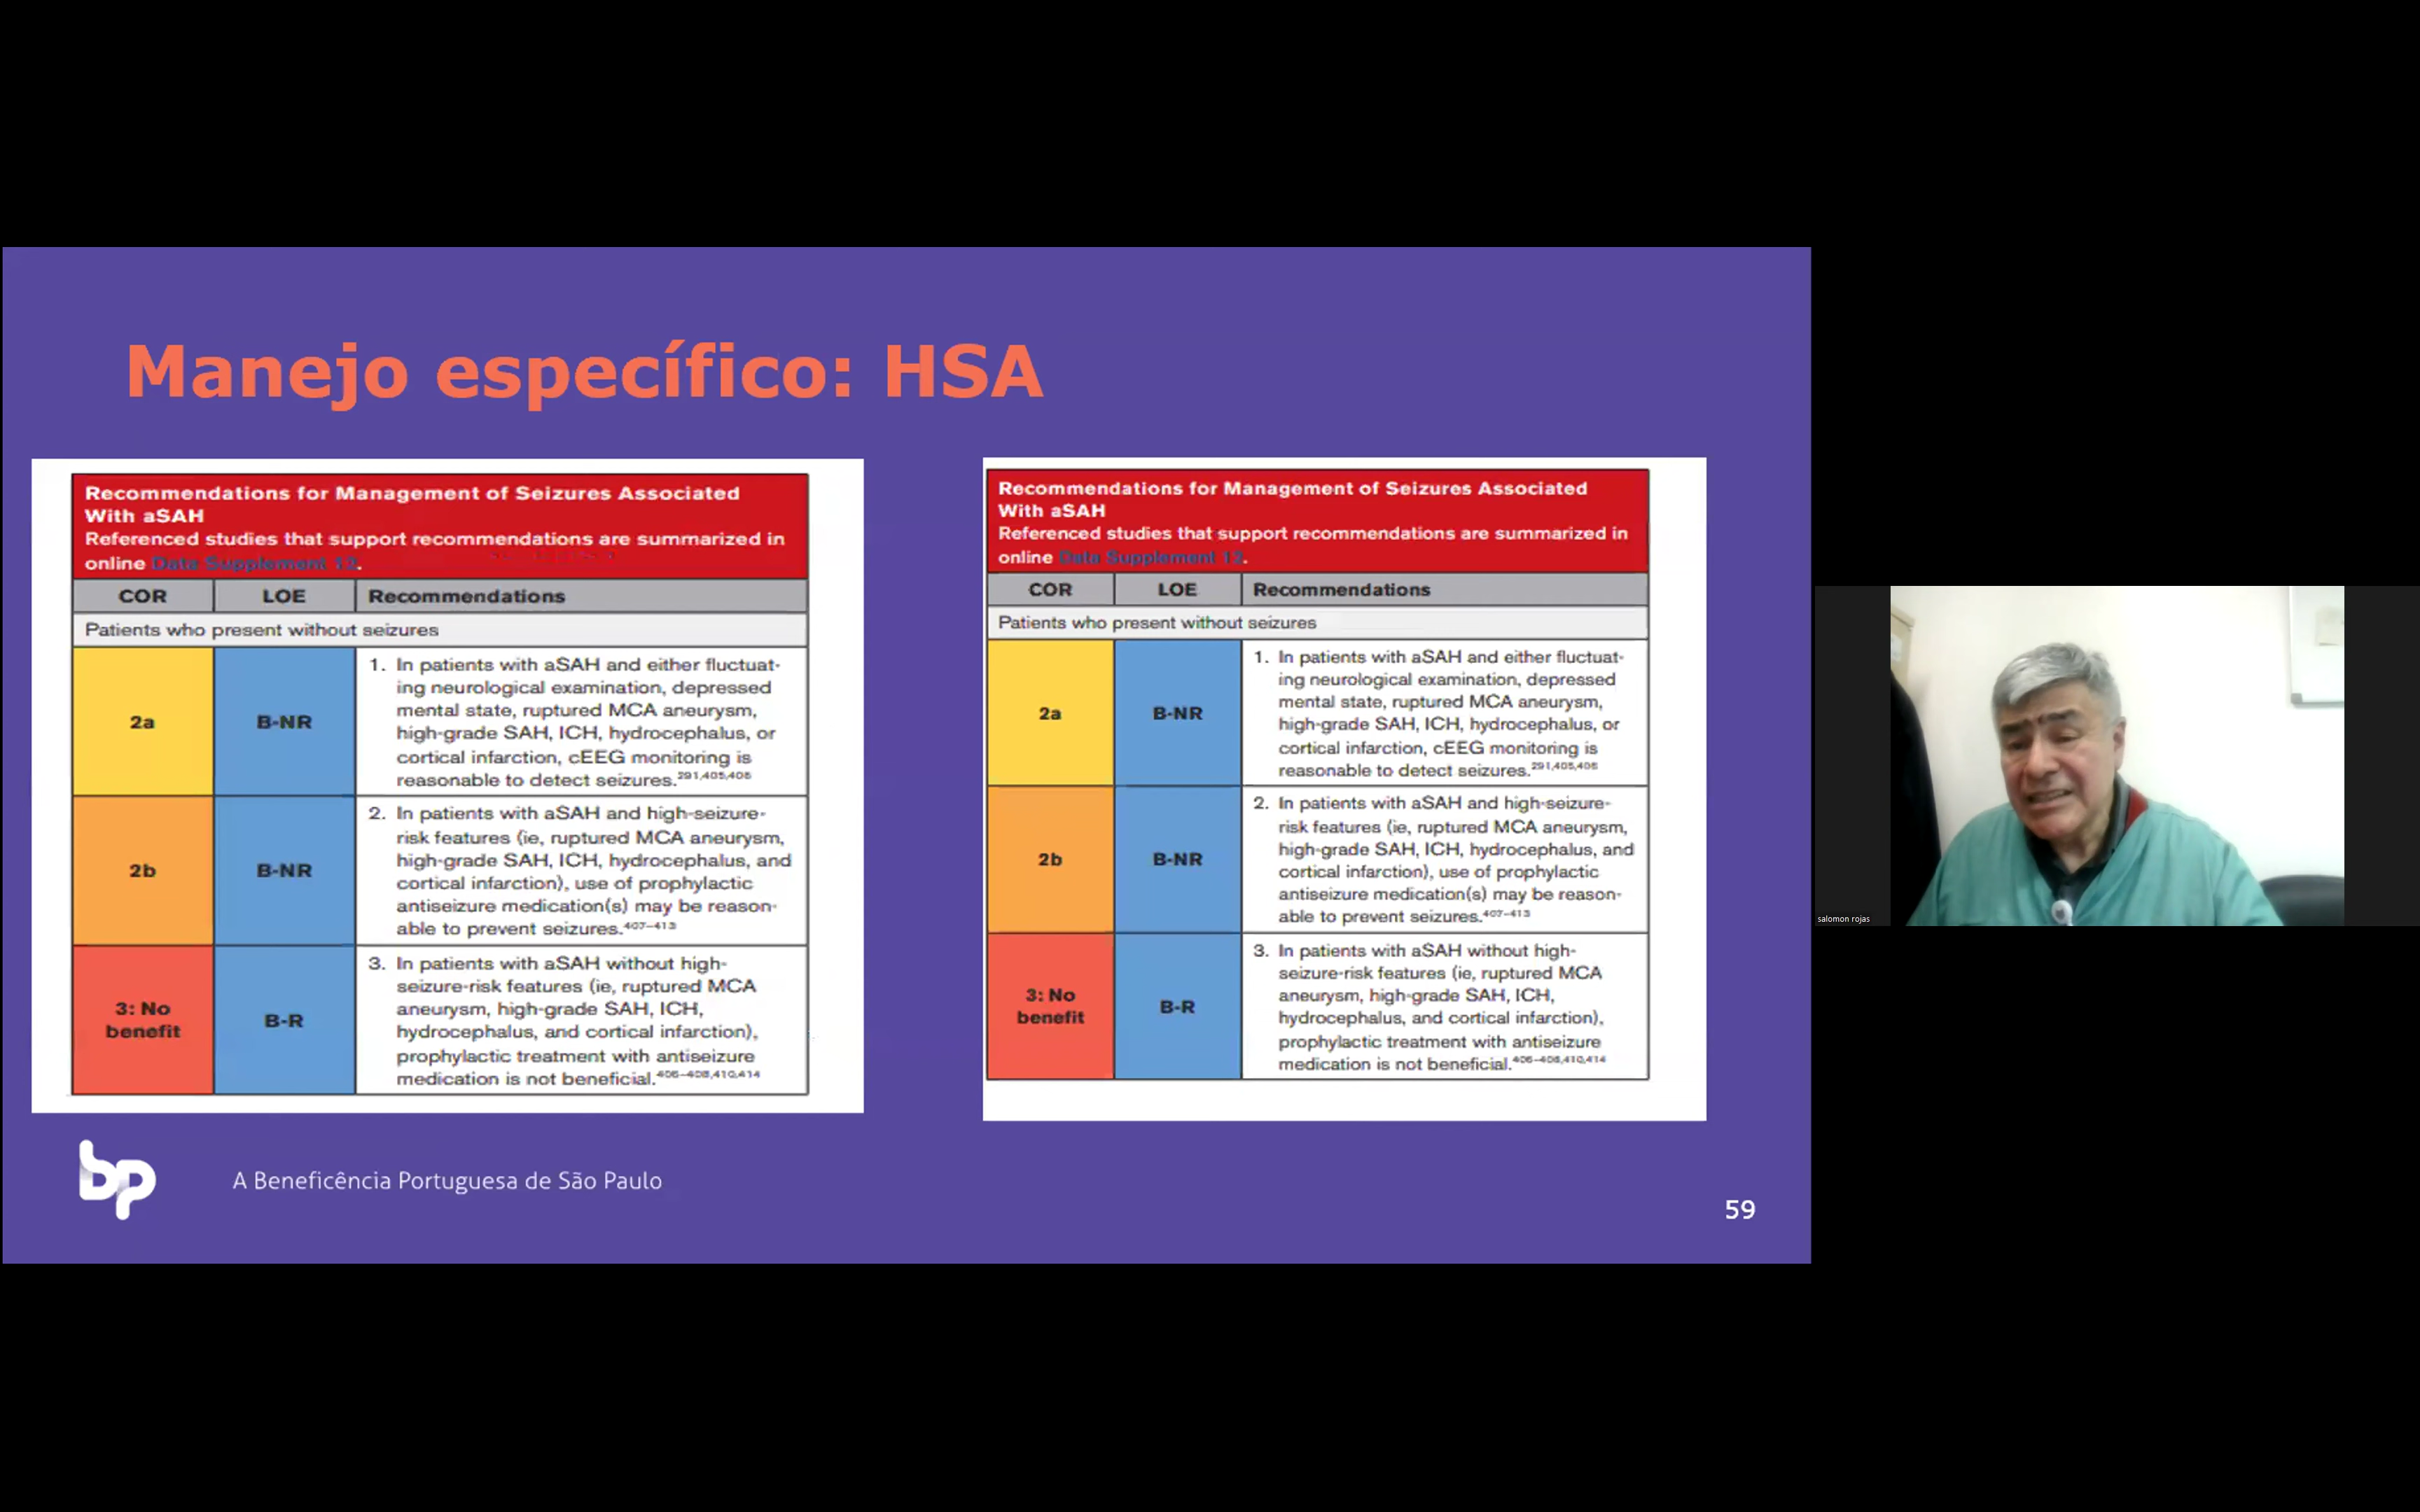 Manejo específico: HSA
Recommendations for Management of Seizures Associated
With aSAH
Referenced studies that support recommendations are summarized in
online Data Supplement 12.
COR LOE Recommendations
Patients who present without seizures
2a B-NR 1. In patients with aSAH and either fluctuat-
ing neurological examination, depressed
mental state, ruptured MCA aneurysm,
high-grade SAH, ICH, hydrocephalus, or
cortical infarction, cEEG monitoring is
reasonable to detect seizures.
2b B-NR 2. In patients with aSAH and high-seizure-
risk features (ie, ruptured MCA aneurysm,
high-grade SAH, ICH, hydrocephalus, and
cortical infarction), use of prophylactic
antiseizure medication(s) may be reason-
able to prevent seizures.407–413
3: No
benefit
B-R 3. In patients with aSAH without high-
seizure-risk features (ie, ruptured MCA
aneurysm, high-grade SAH, ICH,
hydrocephalus, and cortical infarction),
prophylactic treatment with antiseizure
medication is not beneficial.
Recommendations for Management of Seizures Associated
With aSAH
Referenced studies that support recommendations are summarized in
online Data Supplement 12.
COR LOE Recommendations
Patients who present without seizures
2a B-NR 1. In patients with aSAH and either fluctuat-
ing neurological examination, depressed
mental state, ruptured MCA aneurysm,
high-grade SAH, ICH, hydrocephalus, or
cortical infarction, cEEG monitoring is
reasonable to detect seizures.
2b B-NR 2. In patients with aSAH and high-seizure-
risk features (ie, ruptured MCA aneurysm,
high-grade SAH, ICH, hydrocephalus, and
cortical infarction), use of prophylactic
antiseizure medication(s) may be reason-
able to prevent seizures.407–413
3: No
benefit
B-R 3. In patients with aSAH without high-
seizure-risk features (ie, ruptured MCA
aneurysm, high-grade SAH, ICH,
hydrocephalus, and cortical infarction),
prophylactic treatment with antiseizure
medication is not beneficial.
bp
A Beneficência Portuguesa de São Paulo
59
salomon rojas